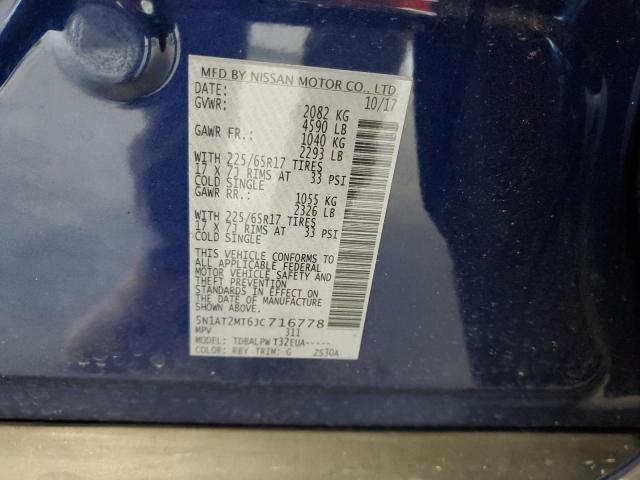 MFD BY NISSAN MOTOR CO., LTD.
DATE: 10/17
GVWR: 2082 KG
4590 LB
GAWR FR.: 1040 KG
2293 LB
WITH 225/65R17 TIRES
17 X 7J RIMS AT 33 PSI
COLD SINGLE
GAWR RR.: 1055 KG
2326 LB
WITH 225/65R17 TIRES
17 X 7J RIMS AT 33 PSI
COLD SINGLE
THIS VEHICLE CONFORMS TO
ALL APPLICABLE FEDERAL
MOTOR VEHICLE SAFETY AND
THEFT PREVENTION
STANDARDS IN EFFECT ON
THE DATE OF MANUFACTURE
SHOWN ABOVE.
5N1AT2MT6JC716778
MPV 311
MODEL: TDBALPW T32EUA-----
COLOR: RBY TRIM: G ZS30A